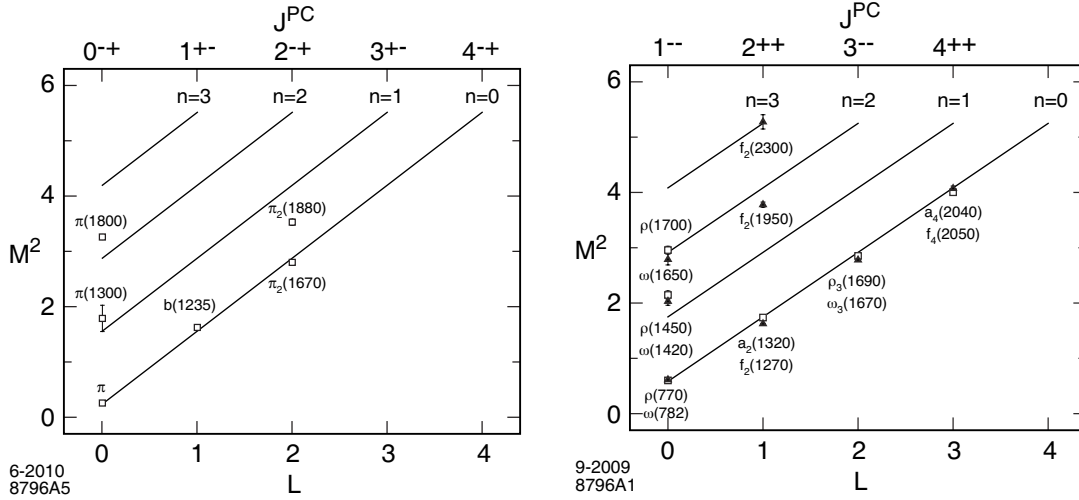 J^PC
0-+ 1+- 2-+ 3+- 4-+
6
n=3 n=2 n=1 n=0
4
π(1800)
π₂(1880)
M²
π(1300)
b(1235)
π₂(1670)
2
π
0
0 1 2 3 4
L
6-2010
8796A5
J^PC
1-- 2++ 3-- 4++
6
n=3 n=2 n=1 n=0
f₂(2300)
4
ρ(1700)
f₂(1950)
a₄(2040)
f₄(2050)
M²
ω(1650)
ρ₃(1690)
ω₃(1670)
2
ρ(1450)
ω(1420)
a₂(1320)
f₂(1270)
ρ(770)
ω(782)
0
0 1 2 3 4
L
9-2009
8796A1